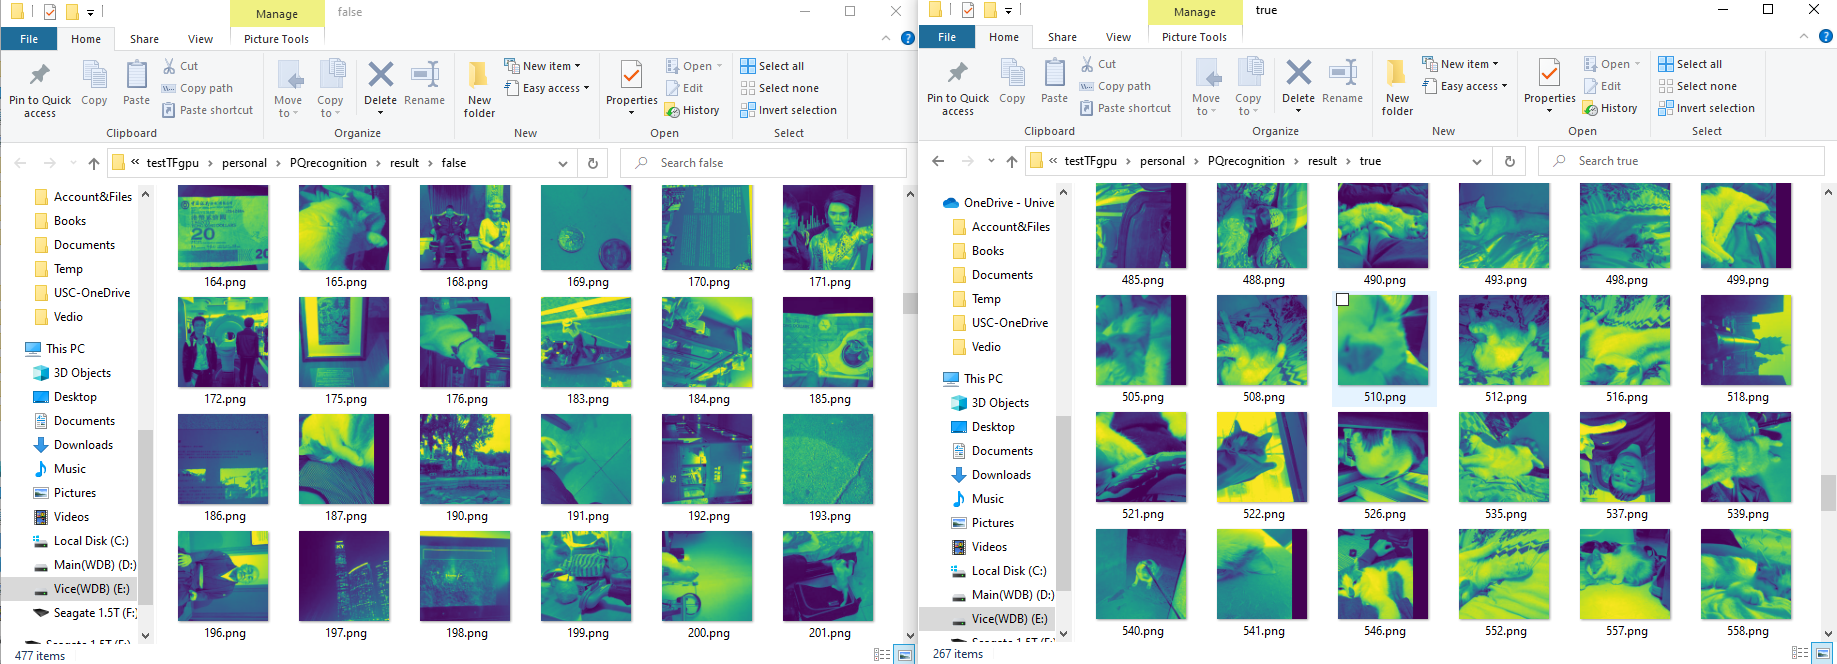 Manage
false
File
Home
Share
View
Picture Tools
Pin to Quick access
Copy
Paste
Cut
Copy path
Paste shortcut
Clipboard
Move to
Copy to
Delete
Rename
Organize
New folder
New item
Easy access
New
Properties
Open
Edit
History
Open
Select all
Select none
Invert selection
Select
« testTFgpu > personal > PQrecognition > result > false
Search false
Account&Files
Books
Documents
Temp
USC-OneDrive
Vedio
This PC
3D Objects
Desktop
Documents
Downloads
Music
Pictures
Videos
Local Disk (C:)
Main(WDB) (D:)
Vice(WDB) (E:)
Seagate 1.5T (F:)
20
164.png
165.png
168.png
169.png
170.png
171.png
172.png
175.png
176.png
183.png
184.png
185.png
186.png
187.png
190.png
191.png
192.png
193.png
196.png
197.png
198.png
199.png
200.png
201.png
477 items
Manage
true
File
Home
Share
View
Picture Tools
Pin to Quick access
Copy
Paste
Cut
Copy path
Paste shortcut
Clipboard
Move to
Copy to
Delete
Rename
Organize
New folder
New item
Easy access
New
Properties
Open
Edit
History
Open
Select all
Select none
Invert selection
Select
« testTFgpu > personal > PQrecognition > result > true
Search true
OneDrive - Unive
Account&Files
Books
Documents
Temp
USC-OneDrive
Vedio
This PC
3D Objects
Desktop
Documents
Downloads
Music
Pictures
Videos
Local Disk (C:)
Main(WDB) (D:)
Vice(WDB) (E:)
485.png
488.png
490.png
493.png
498.png
499.png
505.png
508.png
510.png
512.png
516.png
518.png
521.png
522.png
526.png
535.png
537.png
539.png
540.png
541.png
546.png
552.png
557.png
558.png
267 items